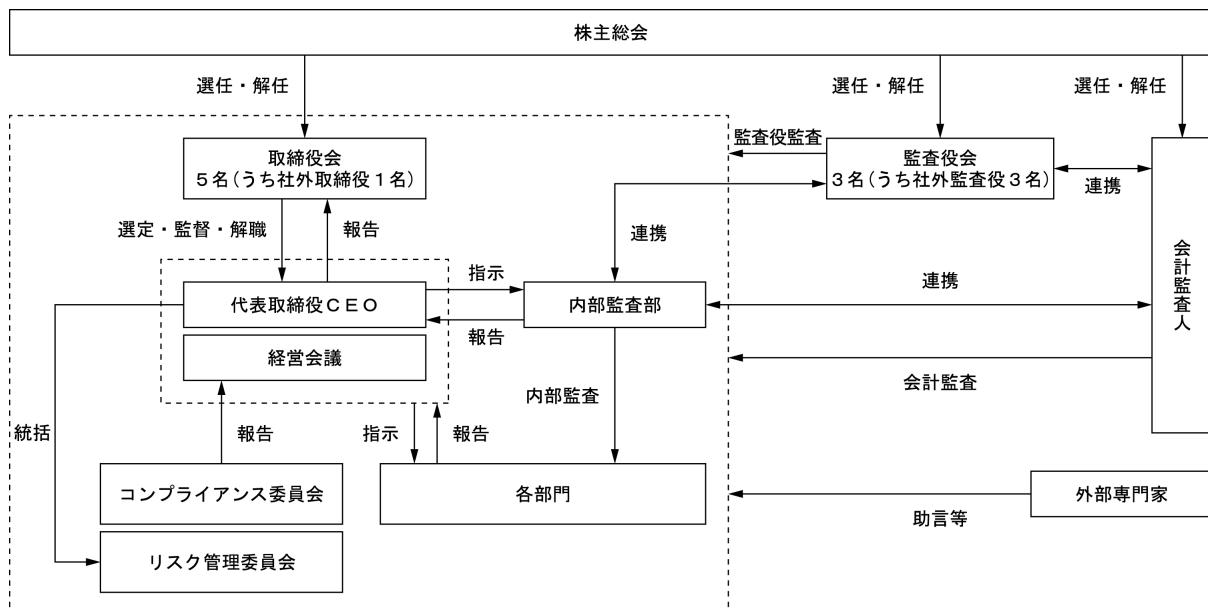 株主総会
選任・解任
選任・解任
選任・解任
取締役会
５名(うち社外取締役１名)
監査役監査
監査役会
３名(うち社外監査役３名)
連携
選定・監督・解職
報告
連携
会計監査人
代表取締役ＣＥＯ
指示
報告
内部監査部
連携
経営会議
会計監査
内部監査
統括
報告
指示
報告
コンプライアンス委員会
各部門
外部専門家
助言等
リスク管理委員会